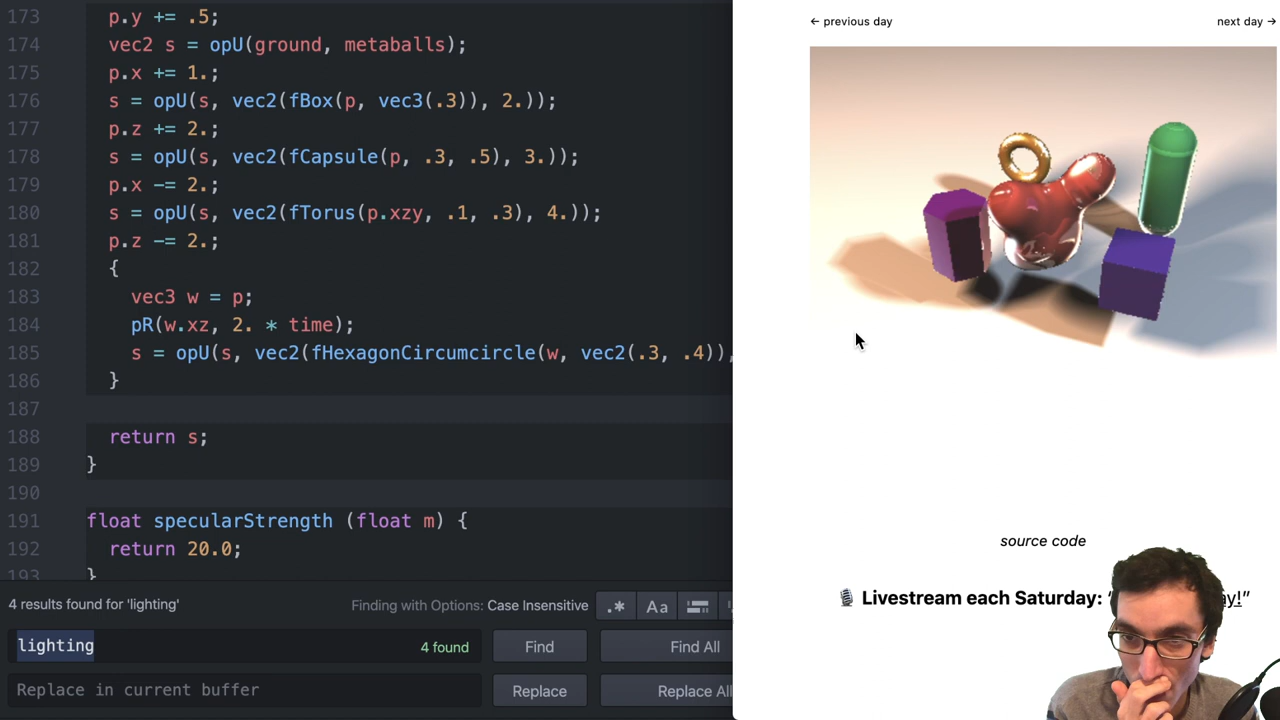 173 p.y += .5;
174 vec2 s = opU(ground, metaballs);
175 p.x += 1.;
176 s = opU(s, vec2(fBox(p, vec3(.3)), 2.));
177 p.z += 2.;
178 s = opU(s, vec2(fCapsule(p, .3, .5), 3.));
179 p.x -= 2.;
180 s = opU(s, vec2(fTorus(p.xzy, .1, .3), 4.));
181 p.z -= 2.;
182 {
183 vec3 w = p;
184 pR(w.xz, 2. * time);
185 s = opU(s, vec2(fHexagonCircumcircle(w, vec2(.3, .4)),
186 }
187
188 return s;
189 }
190
191 float specularStrength (float m) {
192 return 20.0;
193 }
4 results found for 'lighting'
Finding with Options: Case Insensitive
.*
Aa
lighting
4 found
Find
Find All
Replace in current buffer
Replace
Replace All
← previous day
next day →
source code
🎙 Livestream each Saturday: “ ay!”